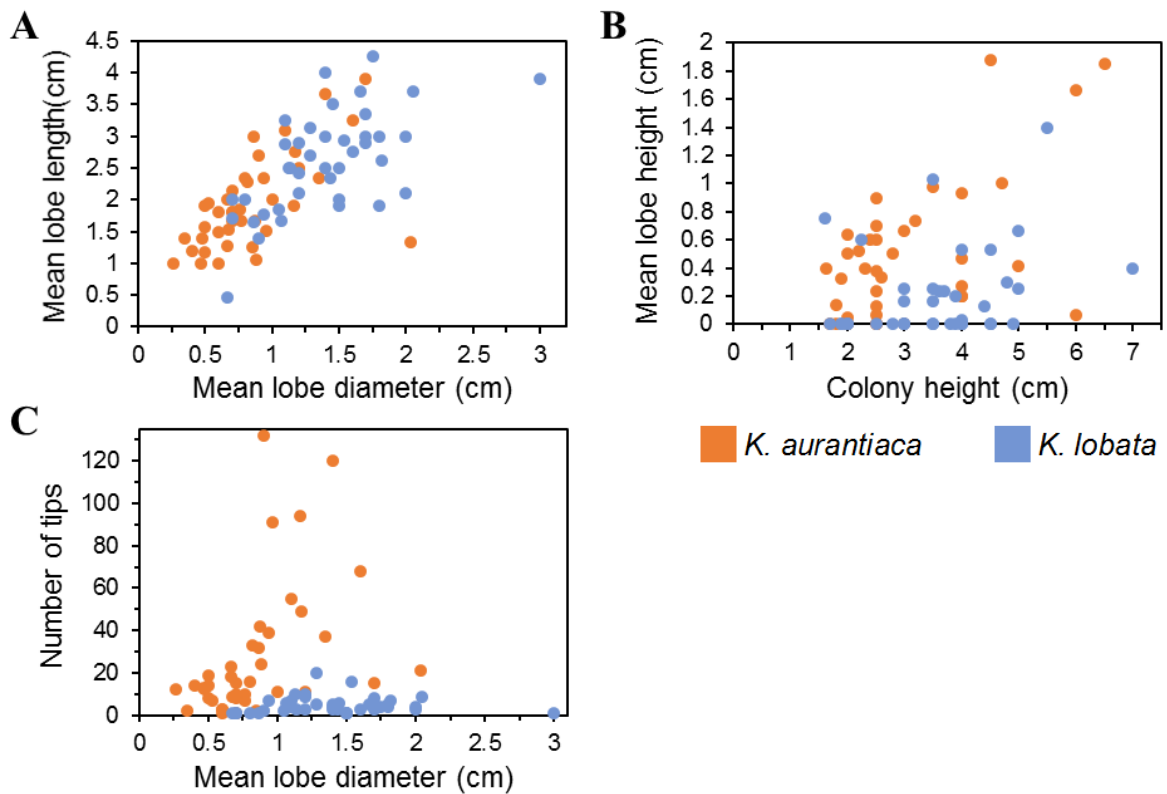 A
Mean lobe length(cm)
4.5
4
3.5
3
2.5
2
1.5
1
0.5
0
0 0.5 1 1.5 2 2.5 3
Mean lobe diameter (cm)
B
Mean lobe height (cm)
2
1.8
1.6
1.4
1.2
1
0.8
0.6
0.4
0.2
0
0 1 2 3 4 5 6 7
Colony height (cm)
C
Number of tips
120
100
80
60
40
20
0
0 0.5 1 1.5 2 2.5 3
Mean lobe diameter (cm)
K. aurantiaca
K. lobata